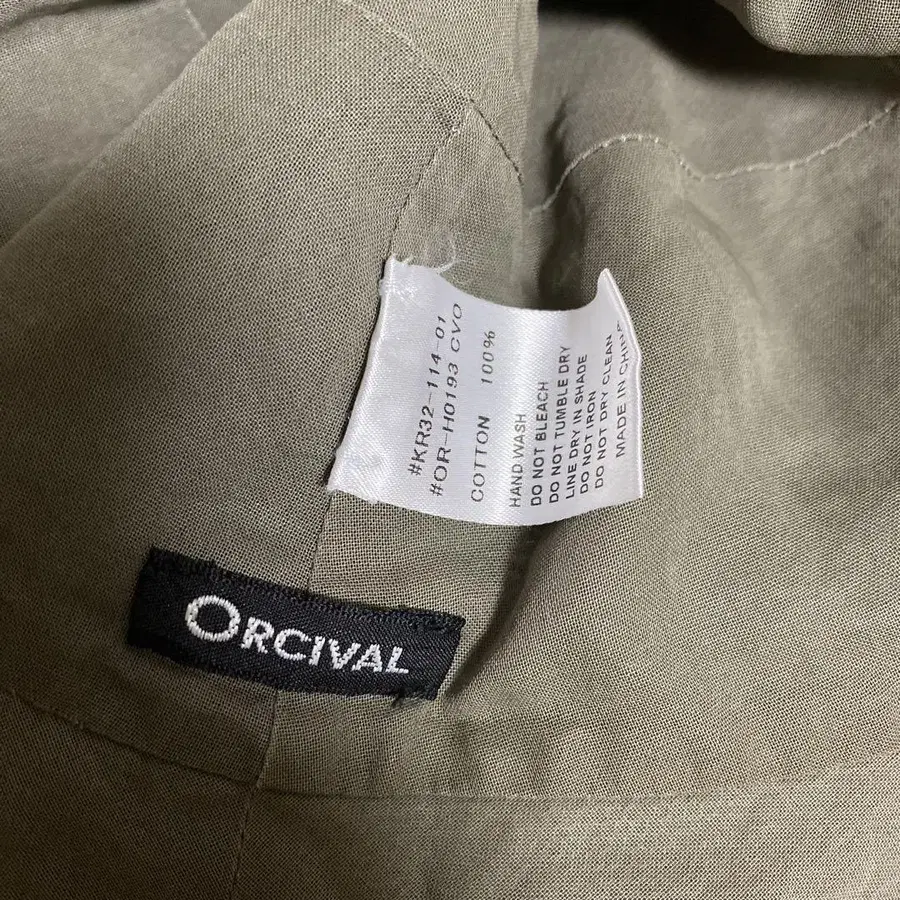 #KR32-114-01
#OR-H0193 CVO
COTTON 100%
HAND WASH
DO NOT BLEACH
DO NOT TUMBLE DRY
LINE DRY IN SHADE
DO NOT IRON
DO NOT DRY CLEAN
MADE IN CHINA
ORCIVAL